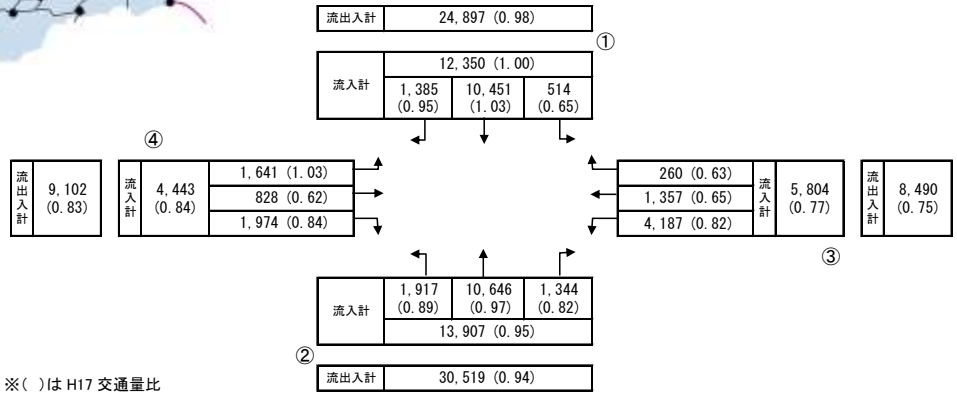 流出入計 24,897 (0.98)
①
流入計 12,350 (1.00)
1,385 10,451 514
(0.95) (1.03) (0.65)
④
流出入計 9,102 (0.83)
流入計 4,443 (0.84)
1,641 (1.03)
828 (0.62)
1,974 (0.84)
260 (0.63)
1,357 (0.65)
4,187 (0.82)
流入計 5,804 (0.77)
流出入計 8,490 (0.75)
③
流入計
1,917 10,646 1,344
(0.89) (0.97) (0.82)
13,907 (0.95)
②
流出入計 30,519 (0.94)
※( )は H17 交通量比